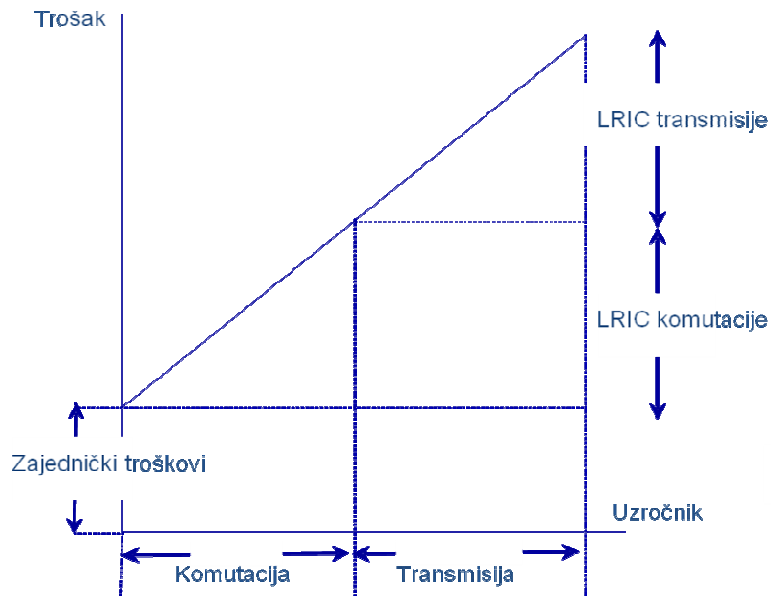 Trošak
LRIC transmisije
LRIC komutacije
Zajednički troškovi
Uzročnik
Komutacija
Transmisija